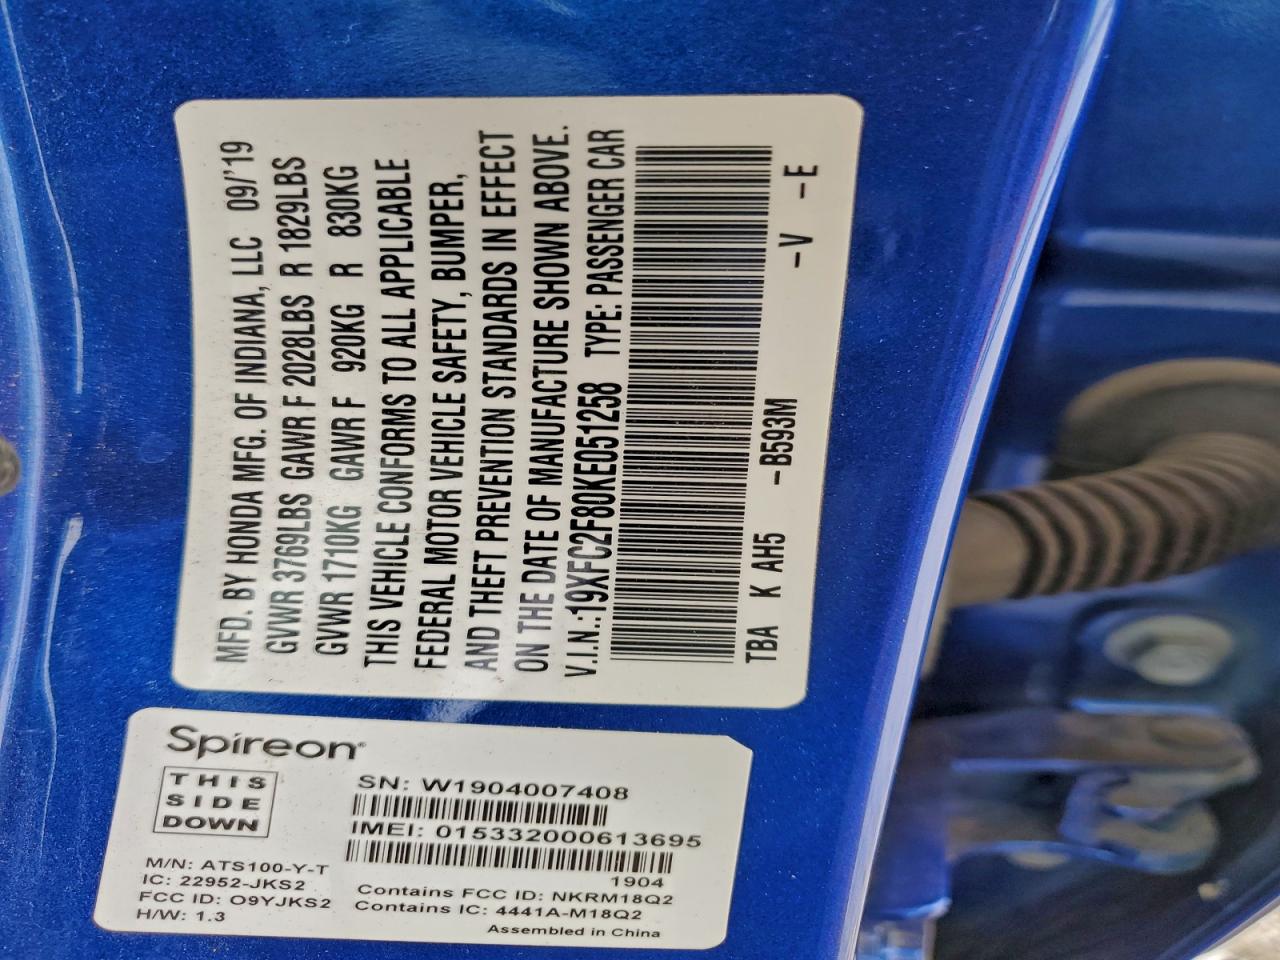 MFD. BY HONDA MFG. OF INDIANA, LLC 09/'19
GVWR 3769LBS GAWR F 2028LBS R 1829LBS
GVWR 1710KG GAWR F 920KG R 830KG
THIS VEHICLE CONFORMS TO ALL APPLICABLE
FEDERAL MOTOR VEHICLE SAFETY, BUMPER,
AND THEFT PREVENTION STANDARDS IN EFFECT
ON THE DATE OF MANUFACTURE SHOWN ABOVE.
V.I.N.:19XFC2F80KE051258 TYPE: PASSENGER CAR
TBA K AH5 -B593M -V -E
Spireon
THIS
SIDE
DOWN
SN: W1904007408
IMEI: 015332000613695
1904
M/N: ATS100-Y-T
IC: 22952-JKS2
FCC ID: O9YJKS2
H/W: 1.3
Contains FCC ID: NKRM18Q2
Contains IC: 4441A-M18Q2
Assembled in China